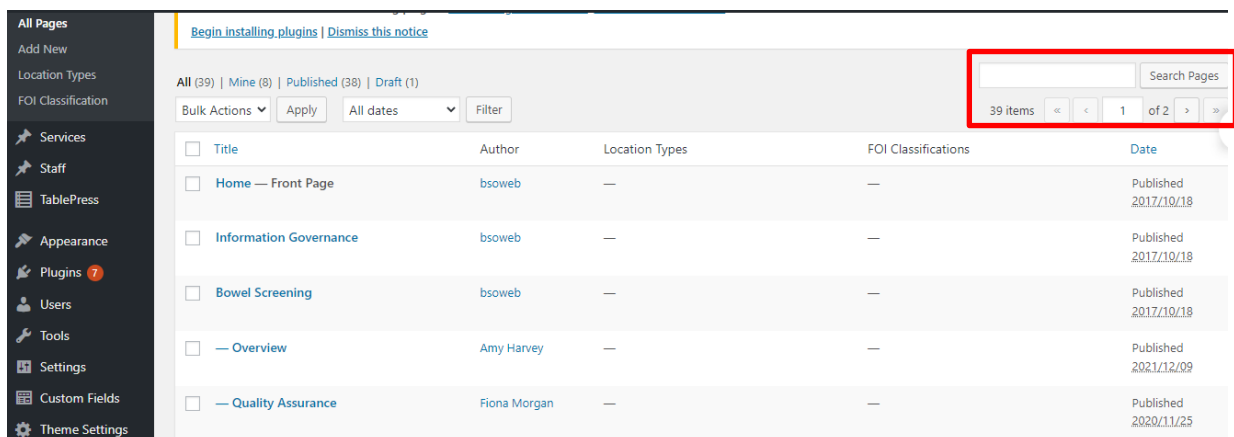 All Pages
Add New
Location Types
FOI Classification
Services
Staff
TablePress
Appearance
Plugins 7
Users
Tools
Settings
Custom Fields
Theme Settings
Begin installing plugins | Dismiss this notice
All (39) | Mine (8) | Published (38) | Draft (1)
Search Pages
Bulk Actions Apply All dates Filter
39 items « ‹ 1 of 2 › »
Title Author Location Types FOI Classifications Date
Home — Front Page bsoweb — — Published
2017/10/18
Information Governance bsoweb — — Published
2017/10/18
Bowel Screening bsoweb — — Published
2017/10/18
— Overview Amy Harvey — — Published
2021/12/09
— Quality Assurance Fiona Morgan — — Published
2020/11/25